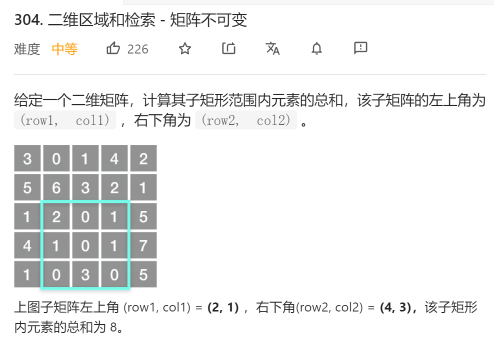 304. 二维区域和检索 - 矩阵不可变
难度 中等 226
给定一个二维矩阵，计算其子矩形范围内元素的总和，该子矩阵的左上角为
(row1, col1) ，右下角为 (row2, col2) 。
3 0 1 4 2
5 6 3 2 1
1 2 0 1 5
4 1 0 1 7
1 0 3 0 5
上图子矩阵左上角 (row1, col1) = (2, 1) ，右下角(row2, col2) = (4, 3)，该子矩形
内元素的总和为 8。